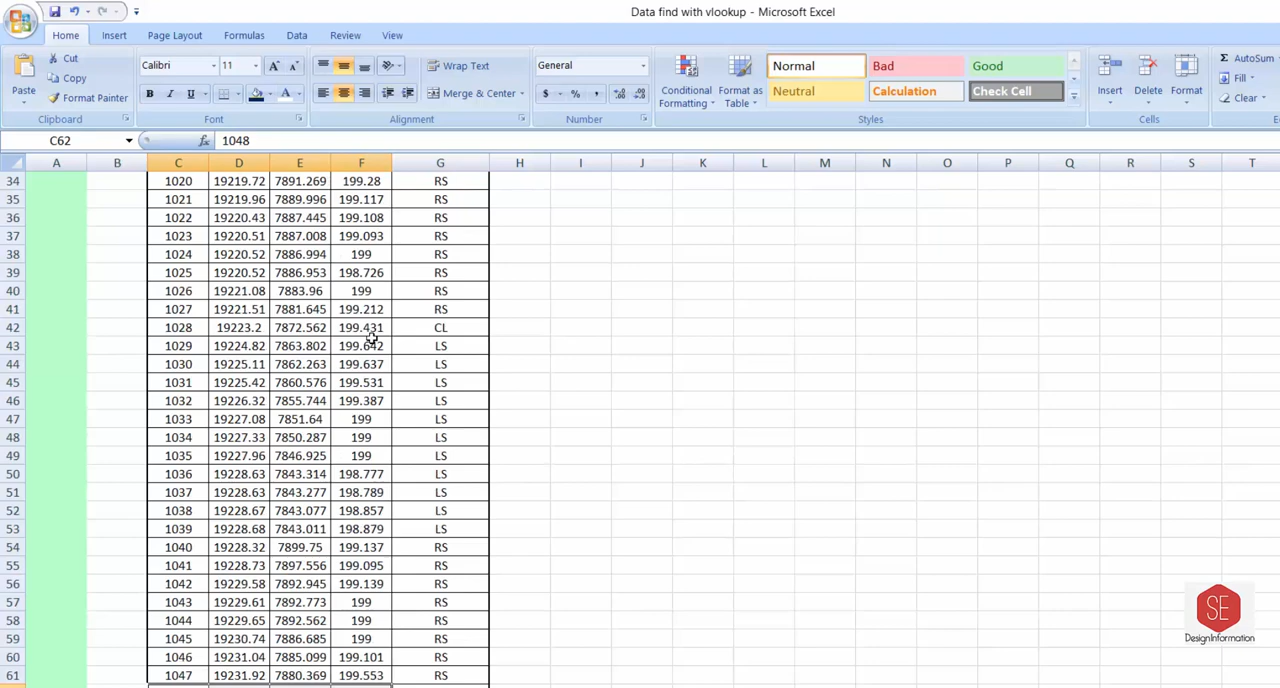 Data find with vlookup - Microsoft Excel
Home Insert Page Layout Formulas Data Review View
Cut
Copy
Format Painter
Paste
Clipboard
Calibri 11
B I U
Font
Wrap Text
Merge & Center
Alignment
General
$ % ,
Number
Conditional Formatting
Format as Table
Normal Bad Good
Neutral Calculation Check Cell
Styles
Insert Delete Format
Cells
Σ AutoSum
Fill
Clear
C62 fx 1048
A B C D E F G H I J K L M N O P Q R S T
34 1020 19219.72 7891.269 199.28 RS
35 1021 19219.96 7889.996 199.117 RS
36 1022 19220.43 7887.445 199.108 RS
37 1023 19220.51 7887.008 199.093 RS
38 1024 19220.52 7886.994 199 RS
39 1025 19220.52 7886.953 198.726 RS
40 1026 19221.08 7883.96 199 RS
41 1027 19221.51 7881.645 199.212 RS
42 1028 19223.2 7872.562 199.431 CL
43 1029 19224.82 7863.802 199.642 LS
44 1030 19225.11 7862.263 199.637 LS
45 1031 19225.42 7860.576 199.531 LS
46 1032 19226.32 7855.744 199.387 LS
47 1033 19227.08 7851.64 199 LS
48 1034 19227.33 7850.287 199 LS
49 1035 19227.96 7846.925 199 LS
50 1036 19228.63 7843.314 198.777 LS
51 1037 19228.63 7843.277 198.789 LS
52 1038 19228.67 7843.077 198.857 LS
53 1039 19228.68 7843.011 198.879 LS
54 1040 19228.32 7899.75 199.137 RS
55 1041 19228.73 7897.556 199.095 RS
56 1042 19229.58 7892.945 199.139 RS
57 1043 19229.61 7892.773 199 RS
58 1044 19229.65 7892.562 199 RS
59 1045 19230.74 7886.685 199 RS
60 1046 19231.04 7885.099 199.101 RS
61 1047 19231.92 7880.369 199.553 RS
SE
DesignInformation